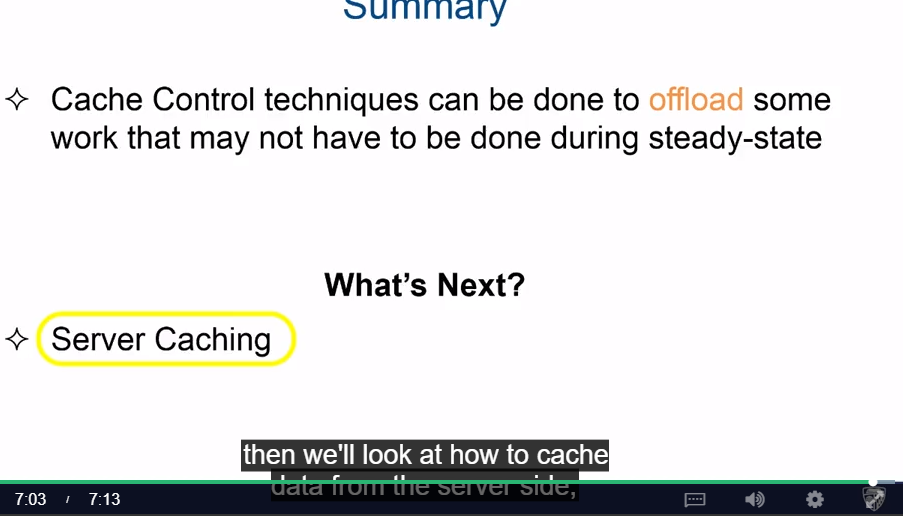 Summary
Cache Control techniques can be done to offload some
work that may not have to be done during steady-state
What's Next?
Server Caching
then we'll look at how to cache
data from the server side,
7:03 / 7:13